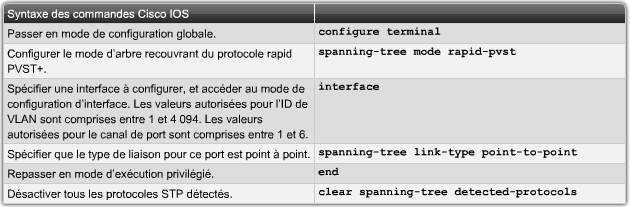 Syntaxe des commandes Cisco IOS
Passer en mode de configuration globale.
configure terminal
Configurer le mode d'arbre recouvrant du protocole rapid
PVST+.
spanning-tree mode rapid-pvst
Spécifier une interface à configurer, et accéder au mode de
configuration d'interface. Les valeurs autorisées pour l'ID de
VLAN sont comprises entre 1 et 4 094. Les valeurs
autorisées pour le canal de port sont comprises entre 1 et 6.
interface
Spécifier que le type de liaison pour ce port est point à point.
spanning-tree link-type point-to-point
Repasser en mode d'exécution privilégié.
end
Désactiver tous les protocoles STP détectés.
clear spanning-tree detected-protocols